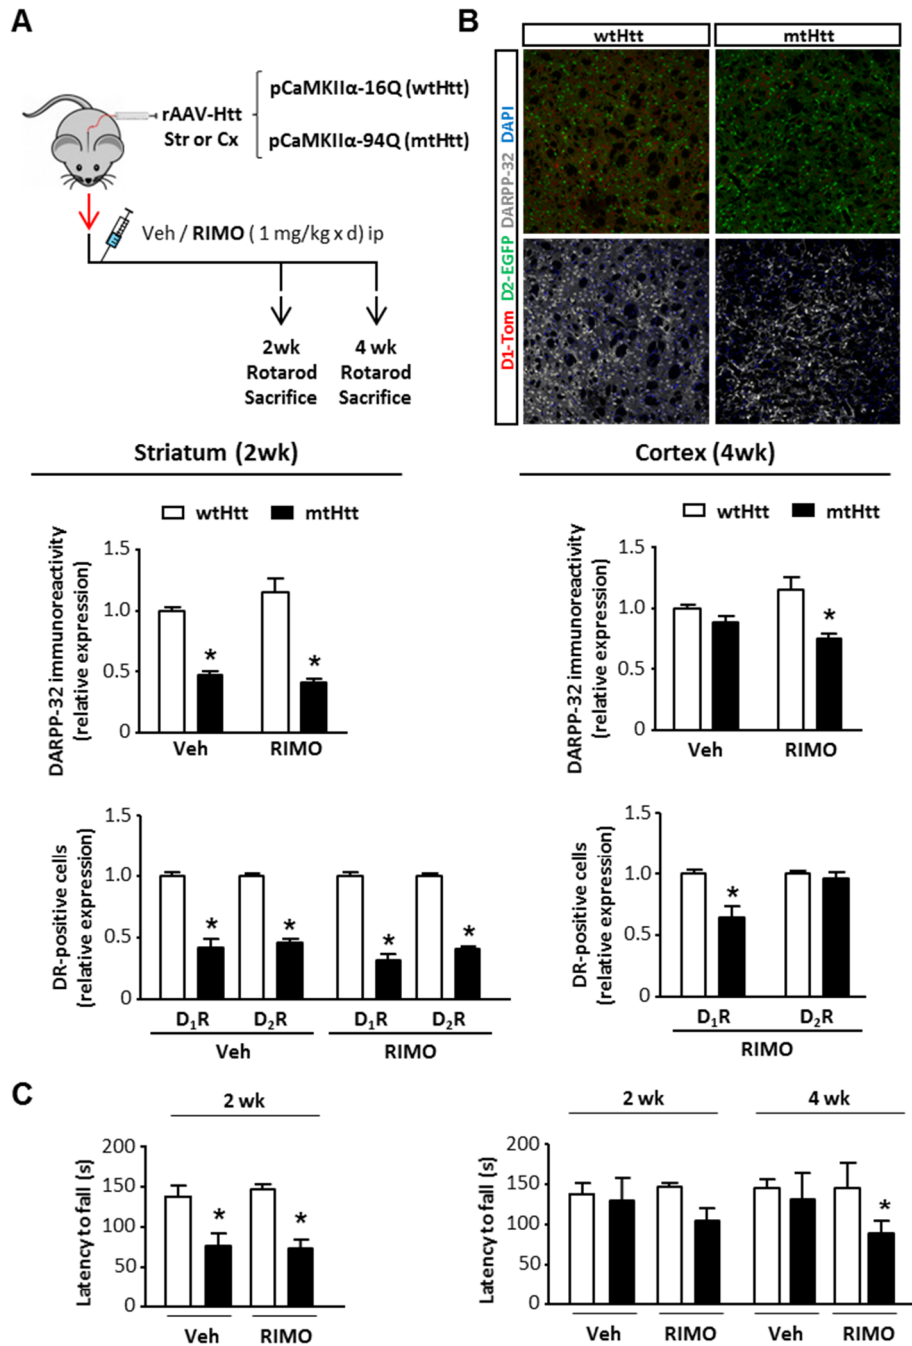 A
rAAV-Htt
Str or Cx
pCaMKIIα-16Q (wtHtt)
pCaMKIIα-94Q (mtHtt)
Veh / RIMO ( 1 mg/kg x d) ip
2wk
Rotarod
Sacrifice
4 wk
Rotarod
Sacrifice
B
wtHtt
mtHtt
D1-Tom D2-EGFP DARPP-32 DAPI
Striatum (2wk)
wtHtt
mtHtt
DARPP-32 immunoreactivity
(relative expression)
1.5
1.0
0.5
0
*
*
Veh
RIMO
DR-positive cells
(relative expression)
1.5
1.0
0.5
0
*
*
*
*
D₁R
D₂R
D₁R
D₂R
Veh
RIMO
Cortex (4wk)
wtHtt
mtHtt
DARPP-32 immunoreactivity
(relative expression)
1.5
1.0
0.5
0
*
Veh
RIMO
DR-positive cells
(relative expression)
1.5
1.0
0.5
0
*
D₁R
D₂R
RIMO
C
2 wk
Latency to fall (s)
200
150
100
50
0
*
*
Veh
RIMO
2 wk
4 wk
Latency to fall (s)
200
150
100
50
0
*
Veh
RIMO
Veh
RIMO